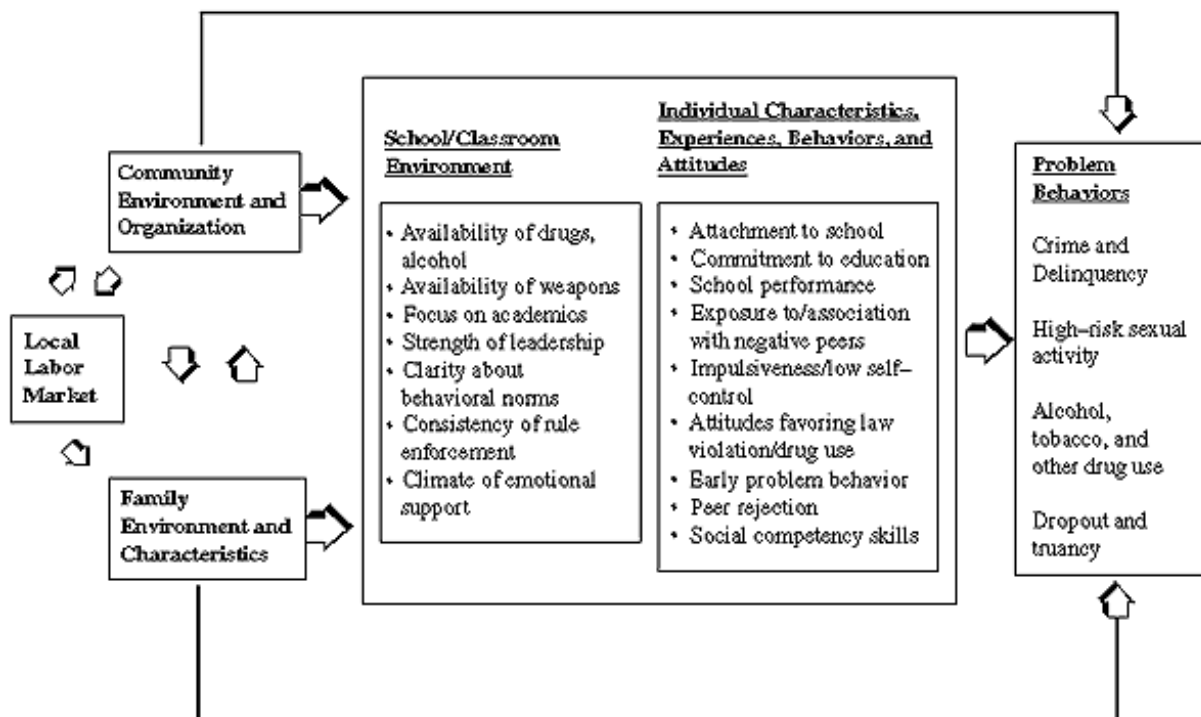 Community
Environment and
Organization
Local
Labor
Market
Family
Environment and
Characteristics
School/Classroom
Environment
• Availability of drugs,
alcohol
• Availability of weapons
• Focus on academics
• Strength of leadership
• Clarity about
behavioral norms
• Consistency of rule
enforcement
• Climate of emotional
support
Individual Characteristics,
Experiences, Behaviors, and
Attitudes
• Attachment to school
• Commitment to education
• School performance
• Exposure to/association
with negative peers
• Impulsiveness/low self–
control
• Attitudes favoring law
violation/drug use
• Early problem behavior
• Peer rejection
• Social competency skills
Problem
Behaviors
Crime and
Delinquency
High–risk sexual
activity
Alcohol,
tobacco, and
other drug use
Dropout and
truancy